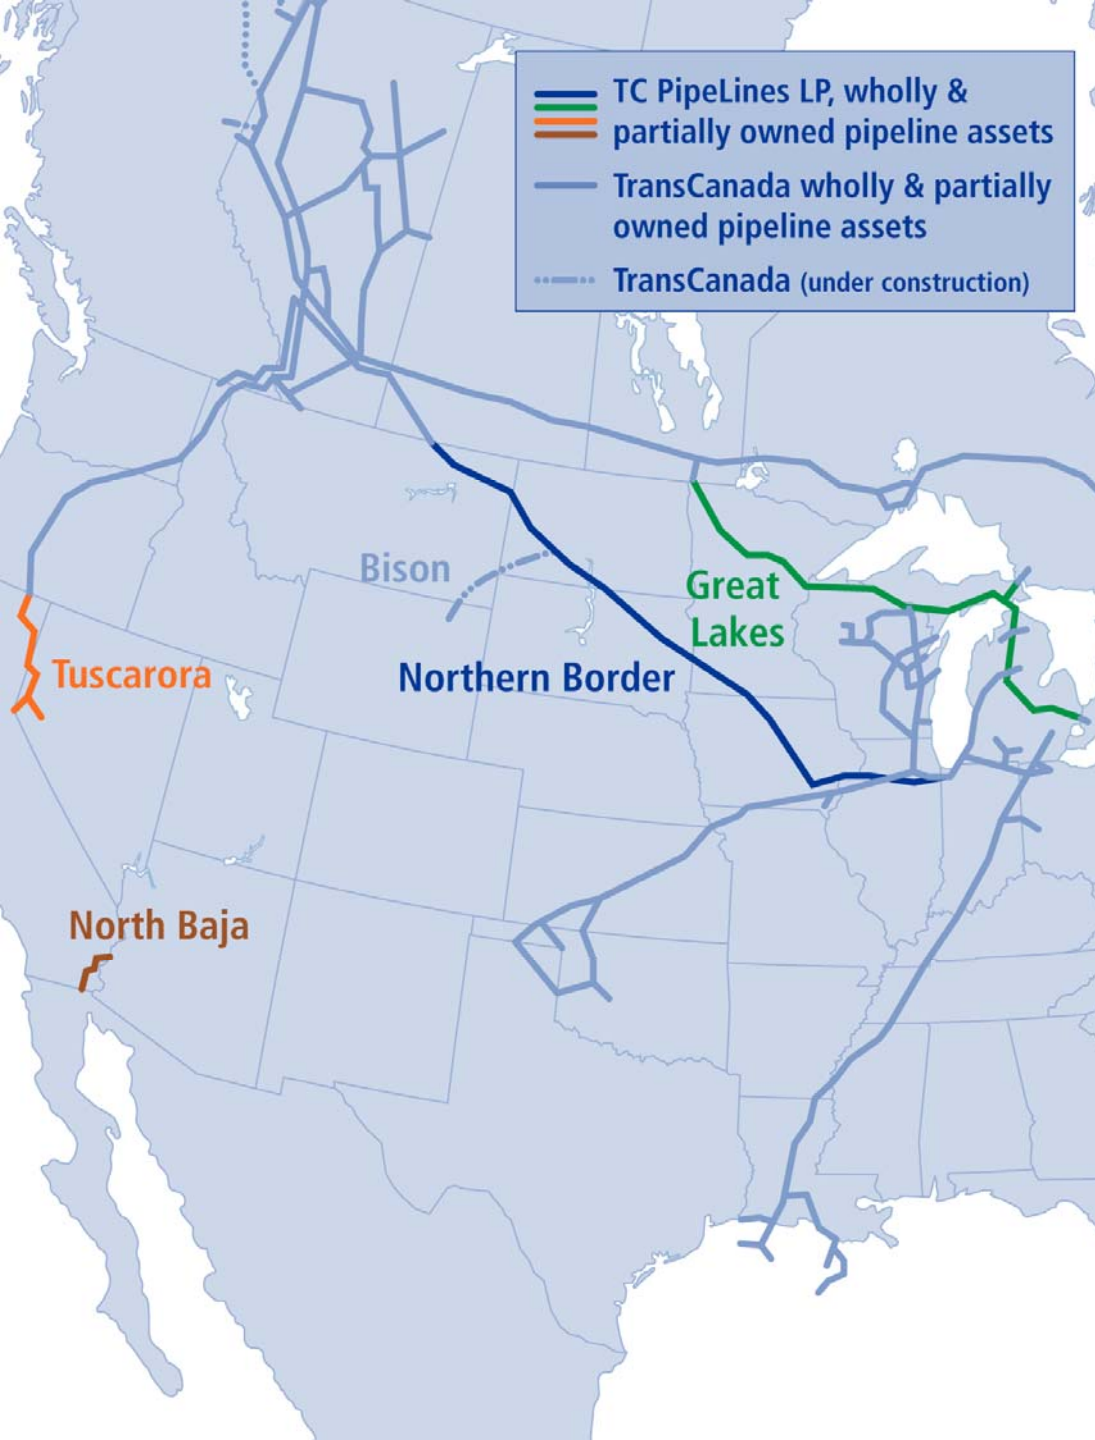 TC PipeLines LP, wholly &
partially owned pipeline assets
TransCanada wholly & partially
owned pipeline assets
TransCanada (under construction)
Bison
Great
Lakes
Northern Border
Tuscarora
North Baja